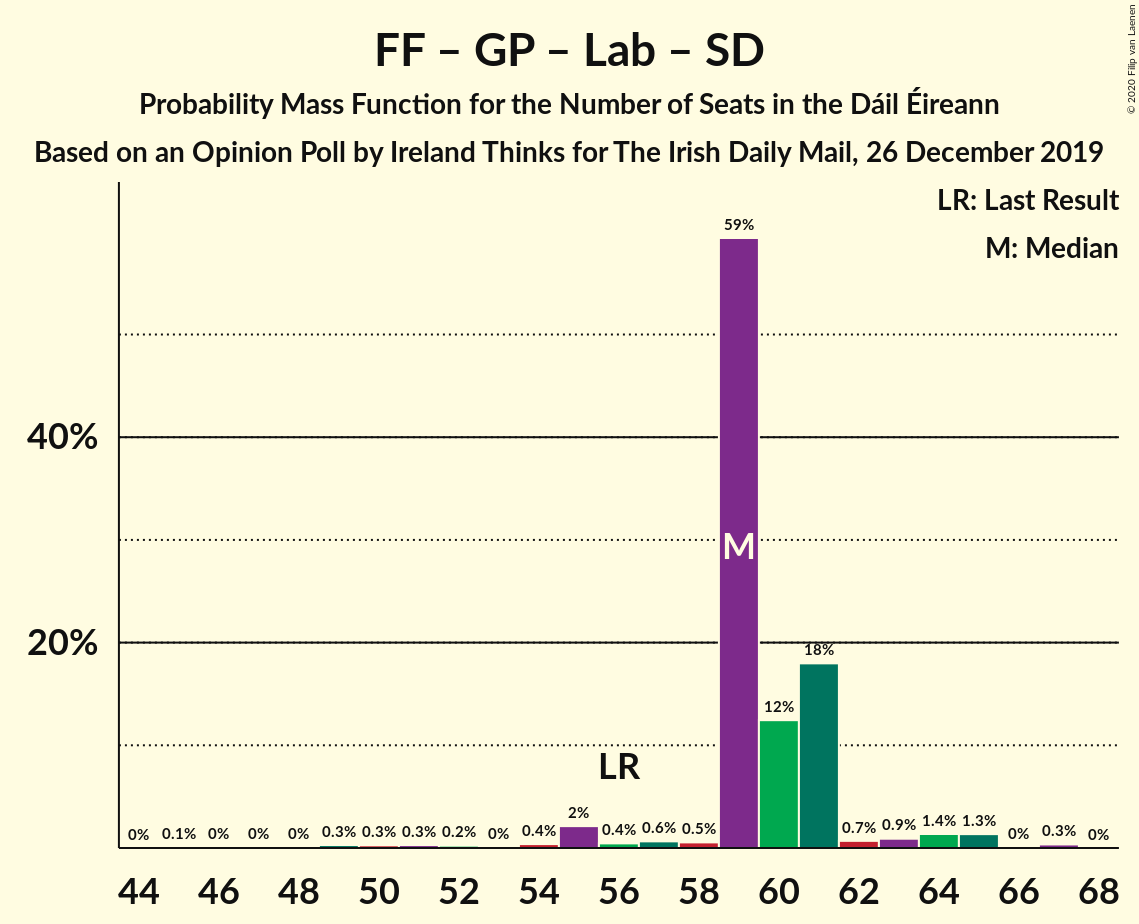 FF – GP – Lab – SD
Probability Mass Function for the Number of Seats in the Dáil Éireann
Based on an Opinion Poll by Ireland Thinks for The Irish Daily Mail, 26 December 2019
© 2020 Filip van Laenen
LR: Last Result
M: Median
59%
40%
M
20%
18%
12%
LR
0% 0.1% 0% 0% 0% 0.3% 0.3% 0.3% 0.2% 0% 0.4% 2% 0.4% 0.6% 0.5% 0.7% 0.9% 1.4% 1.3% 0% 0.3% 0%
44 46 48 50 52 54 56 58 60 62 64 66 68